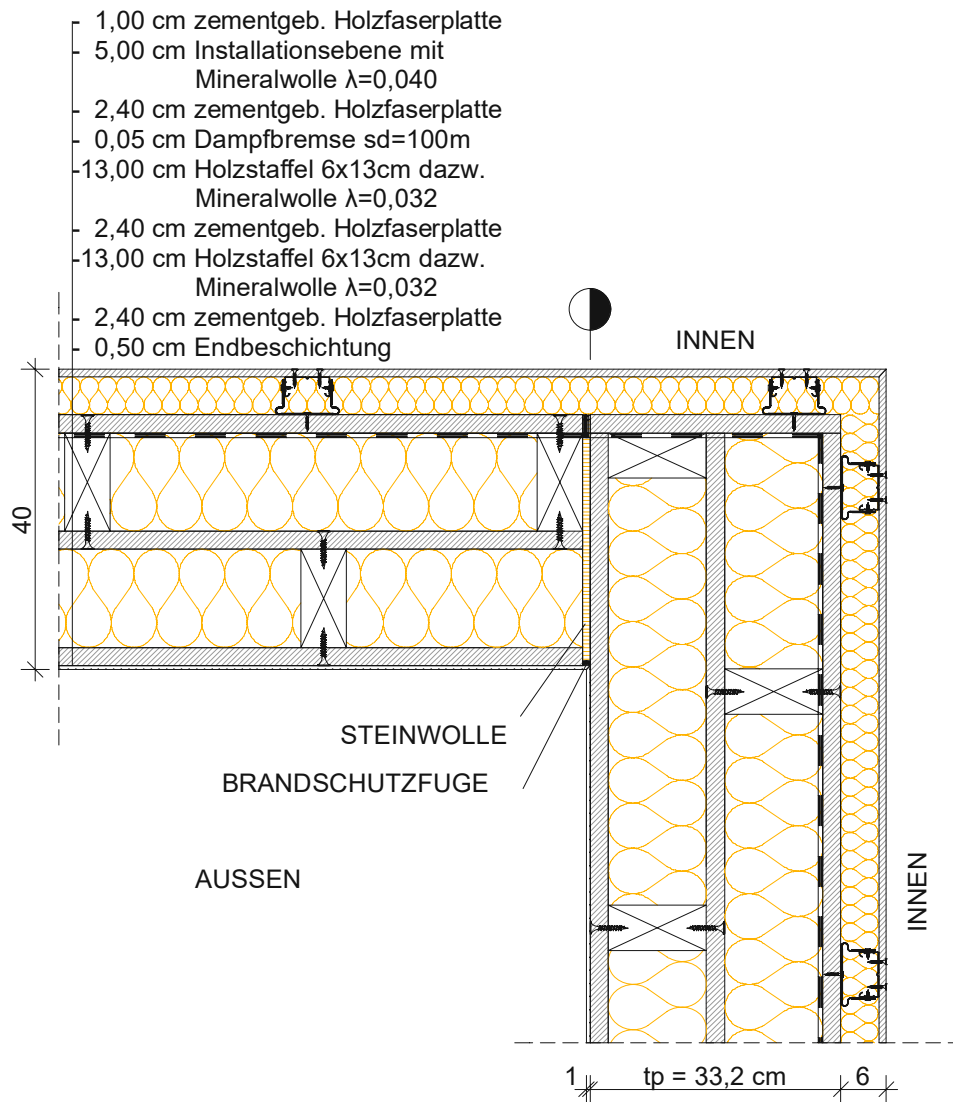 1,00 cm zementgeb. Holzfaserplatte
5,00 cm Installationsebene mit
Mineralwolle λ=0,040
2,40 cm zementgeb. Holzfaserplatte
0,05 cm Dampfbremse sd=100m
13,00 cm Holzstaffel 6x13cm dazw.
Mineralwolle λ=0,032
2,40 cm zementgeb. Holzfaserplatte
13,00 cm Holzstaffel 6x13cm dazw.
Mineralwolle λ=0,032
2,40 cm zementgeb. Holzfaserplatte
0,50 cm Endbeschichtung
INNEN
40
STEINWOLLE
BRANDSCHUTZFUGE
AUSSEN
INNEN
1
tp = 33,2 cm
6